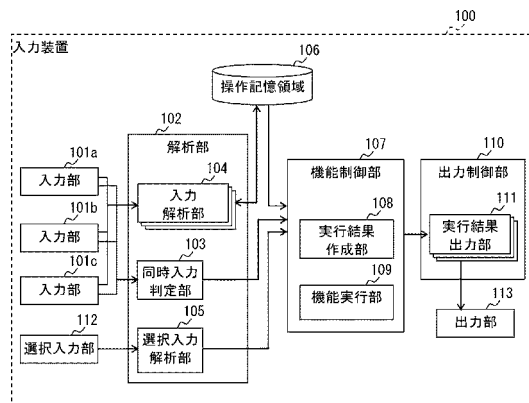 100
入力装置
106
操作記憶領域
102
解析部
101a
入力部
101b
入力部
101c
入力部
112
選択入力部
104
入力
解析部
103
同時入力
判定部
105
選択入力
解析部
107
機能制御部
108
実行結果
作成部
109
機能実行部
110
出力制御部
111
実行結果
出力部
113
出力部